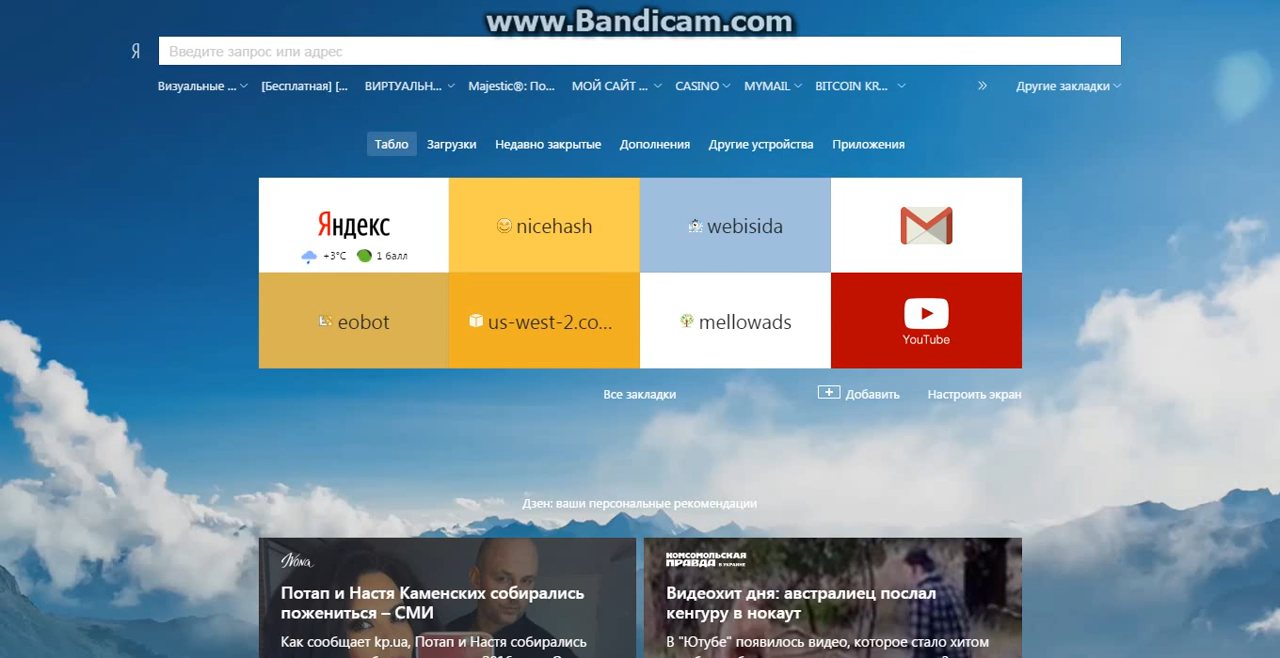 www.Bandicam.com
Я
Введите запрос или адрес
Визуальные ... [Бесплатная] [... ВИРТУАЛЬН... Majestic®: По... МОЙ САЙТ ... CASINO MYMAIL BITCOIN KR... » Другие закладки
Табло Загрузки Недавно закрытые Дополнения Другие устройства Приложения
Яндекс
+3°C 1 балл
nicehash
webisida
eobot
us-west-2.co...
mellowads
YouTube
Все закладки Добавить Настроить экран
Дзен: ваши персональные рекомендации
Nona
Потап и Настя Каменских собирались
пожениться – СМИ
Как сообщает kp.ua, Потап и Настя собирались
КОМСОМОЛЬСКАЯ
ПРАВДА В УКРАИНЕ
Видеохит дня: австралиец послал
кенгуру в нокаут
В "Ютубе" появилось видео, которое стало хитом